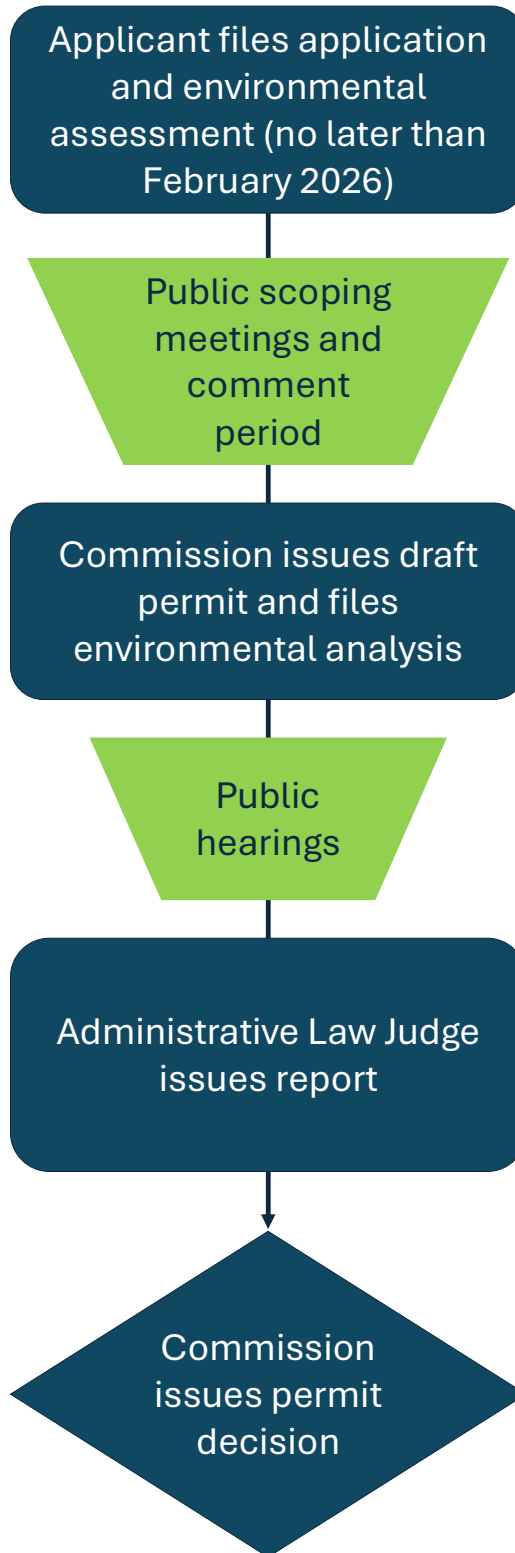 Applicant files application
and environmental
assessment (no later than
February 2026)
Public scoping
meetings and
comment
period
Commission issues draft
permit and files
environmental analysis
Public
hearings
Administrative Law Judge
issues report
Commission
issues permit
decision